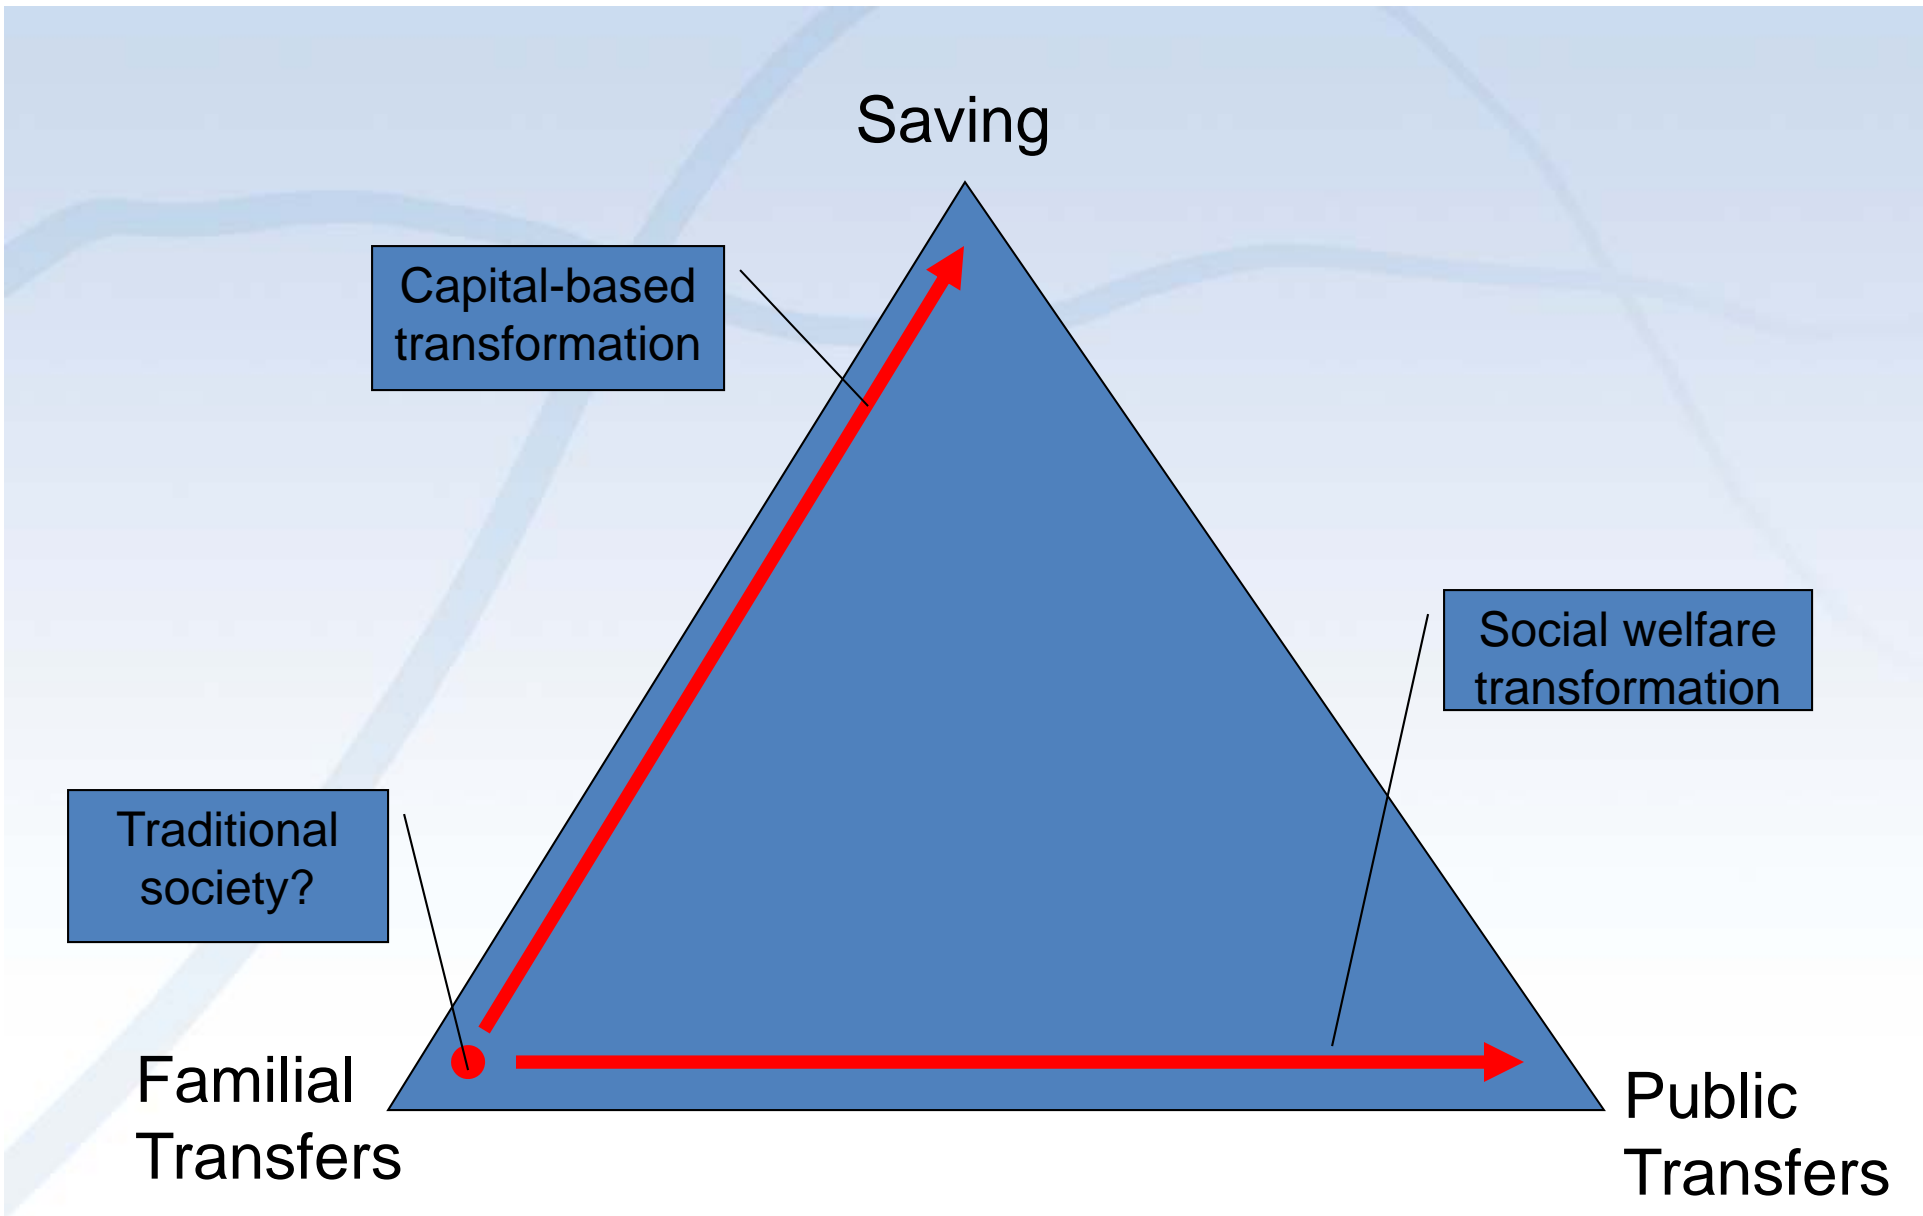 Saving
Capital-based
transformation
Social welfare
transformation
Traditional
society?
Familial
Transfers
Public
Transfers